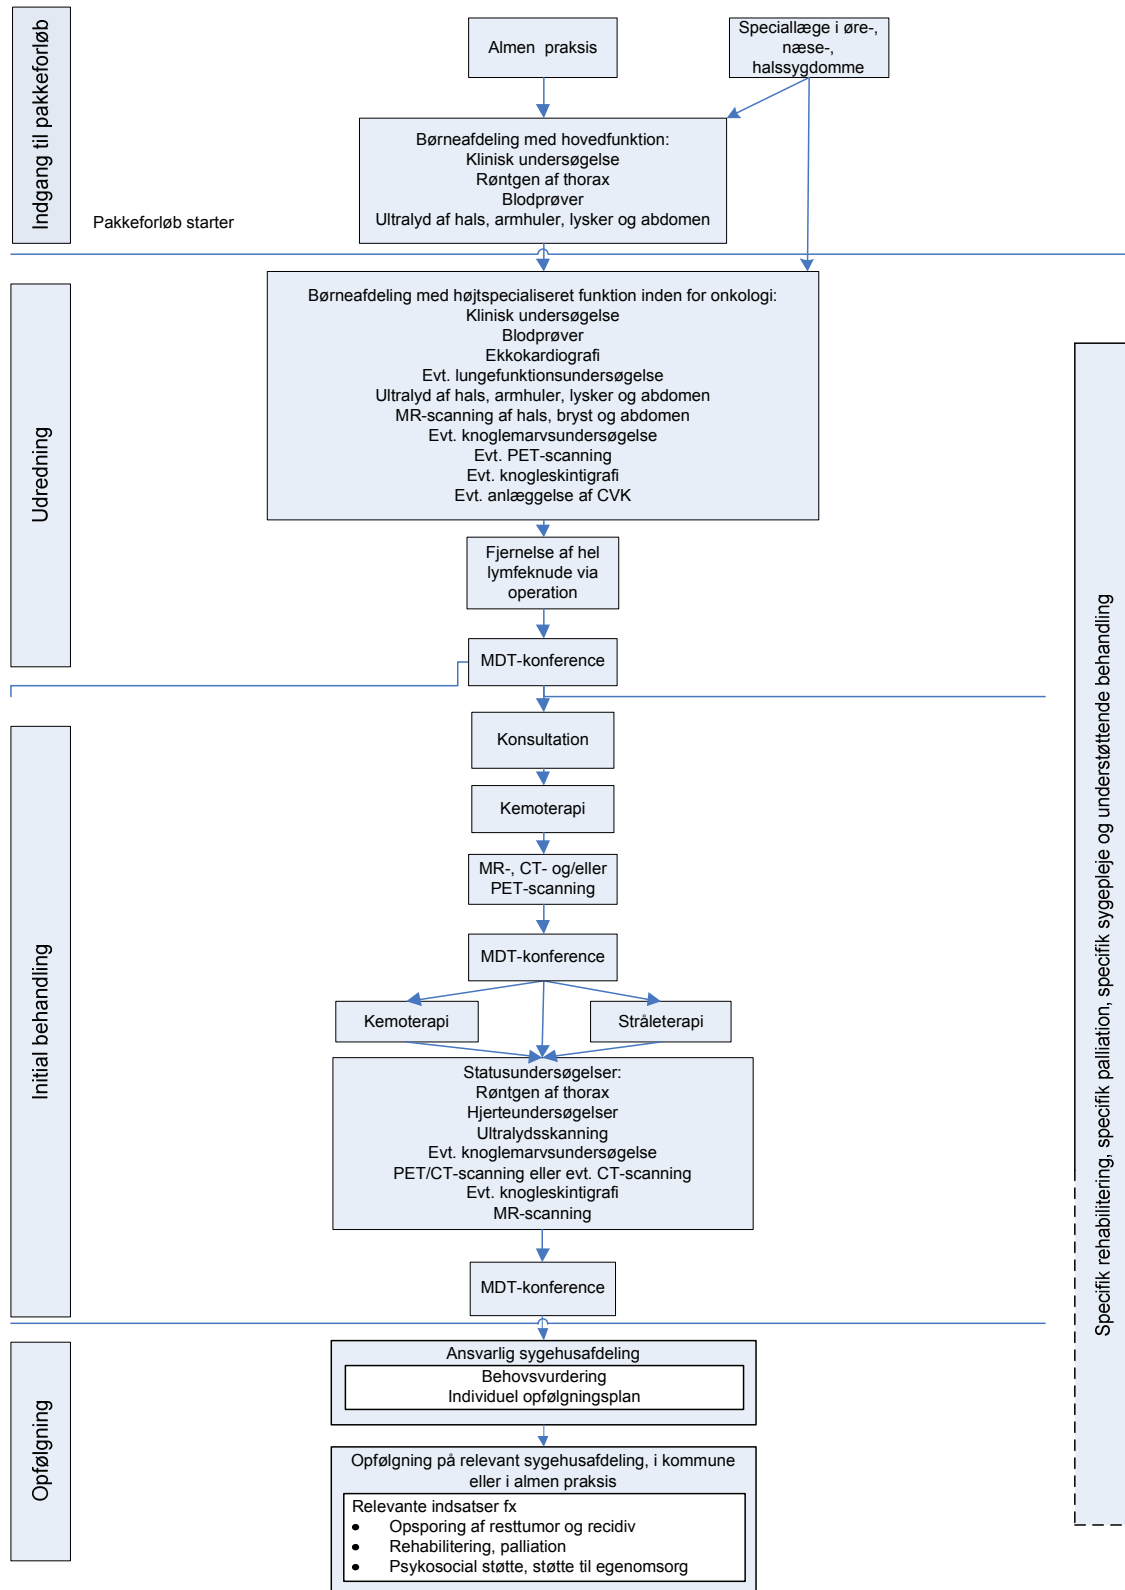 Indgang til pakkeforløb
Almen praksis
Speciallæge i øre-,
næse-,
halssygdomme
Børneafdeling med hovedfunktion:
Klinisk undersøgelse
Røntgen af thorax
Blodprøver
Ultralyd af hals, armhuler, lysker og abdomen
Pakkeforløb starter
Udredning
Børneafdeling med højtspecialiseret funktion inden for onkologi:
Klinisk undersøgelse
Blodprøver
Ekkokardiografi
Evt. lungefunktionsundersøgelse
Ultralyd af hals, armhuler, lysker og abdomen
MR-scanning af hals, bryst og abdomen
Evt. knoglemarvsundersøgelse
Evt. PET-scanning
Evt. knogleskintigrafi
Evt. anlæggelse af CVK
Fjernelse af hel
lymfeknude via
operation
MDT-konference
Initial behandling
Konsultation
Kemoterapi
MR-, CT- og/eller
PET-scanning
MDT-konference
Kemoterapi
Stråleterapi
Statusundersøgelser:
Røntgen af thorax
Hjerteundersøgelser
Ultralydsskanning
Evt. knoglemarvsundersøgelse
PET/CT-scanning eller evt. CT-scanning
Evt. knogleskintigrafi
MR-scanning
MDT-konference
Specifik rehabilitering, specifik palliation, specifik sygepleje og understøttende behandling
Opfølgning
Ansvarlig sygehusafdeling
Behovsvurdering
Individuel opfølgningsplan
Opfølgning på relevant sygehusafdeling, i kommune
eller i almen praksis
Relevante indsatser fx
• Opsporing af resttumor og recidiv
• Rehabilitering, palliation
• Psykosocial støtte, støtte til egenomsorg